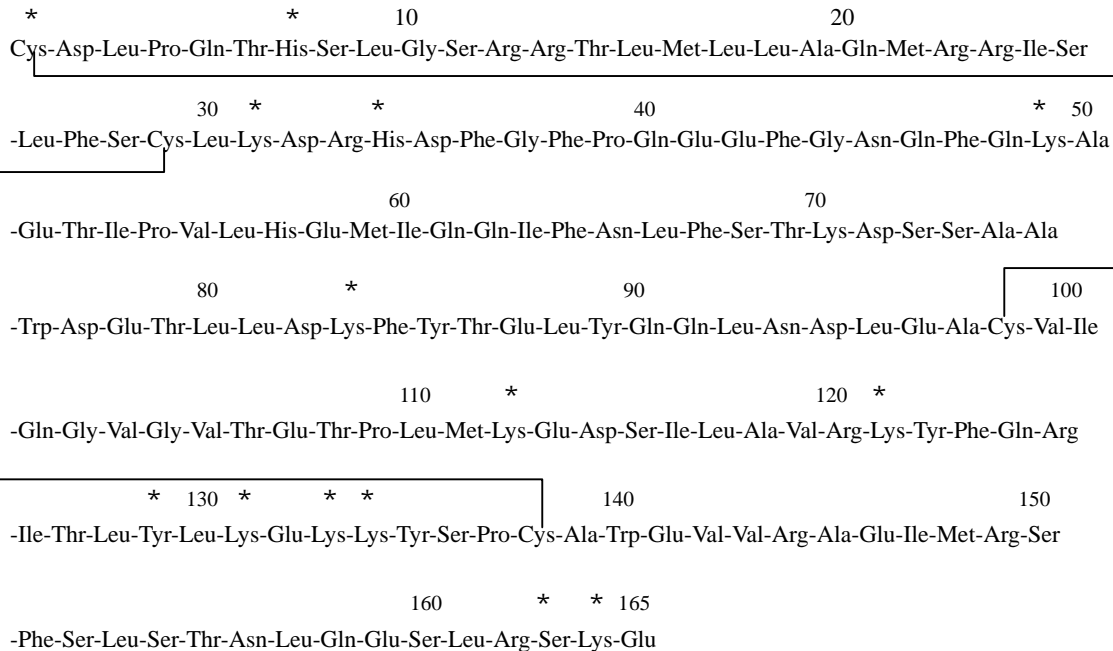 * * 10 20
Cys-Asp-Leu-Pro-Gln-Thr-His-Ser-Leu-Gly-Ser-Arg-Arg-Thr-Leu-Met-Leu-Leu-Ala-Gln-Met-Arg-Arg-Ile-Ser
30 * * 40 * 50
-Leu-Phe-Ser-Cys-Leu-Lys-Asp-Arg-His-Asp-Phe-Gly-Phe-Pro-Gln-Glu-Glu-Phe-Gly-Asn-Gln-Phe-Gln-Lys-Ala
60 70
-Glu-Thr-Ile-Pro-Val-Leu-His-Glu-Met-Ile-Gln-Gln-Ile-Phe-Asn-Leu-Phe-Ser-Thr-Lys-Asp-Ser-Ser-Ala-Ala
80 * 90 100
-Trp-Asp-Glu-Thr-Leu-Leu-Asp-Lys-Phe-Tyr-Thr-Glu-Leu-Tyr-Gln-Gln-Leu-Asn-Asp-Leu-Glu-Ala-Cys-Val-Ile
110 * 120 *
-Gln-Gly-Val-Gly-Val-Thr-Glu-Thr-Pro-Leu-Met-Lys-Glu-Asp-Ser-Ile-Leu-Ala-Val-Arg-Lys-Tyr-Phe-Gln-Arg
* 130 * * * 140 150
-Ile-Thr-Leu-Tyr-Leu-Lys-Glu-Lys-Lys-Tyr-Ser-Pro-Cys-Ala-Trp-Glu-Val-Val-Arg-Ala-Glu-Ile-Met-Arg-Ser
160 * * 165
-Phe-Ser-Leu-Ser-Thr-Asn-Leu-Gln-Glu-Ser-Leu-Arg-Ser-Lys-Glu